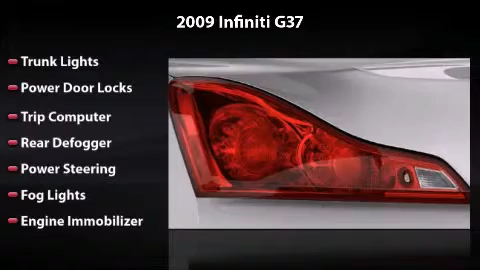 2009 Infiniti G37
Trunk Lights
Power Door Locks
Trip Computer
Rear Defogger
Power Steering
Fog Lights
Engine Immobilizer